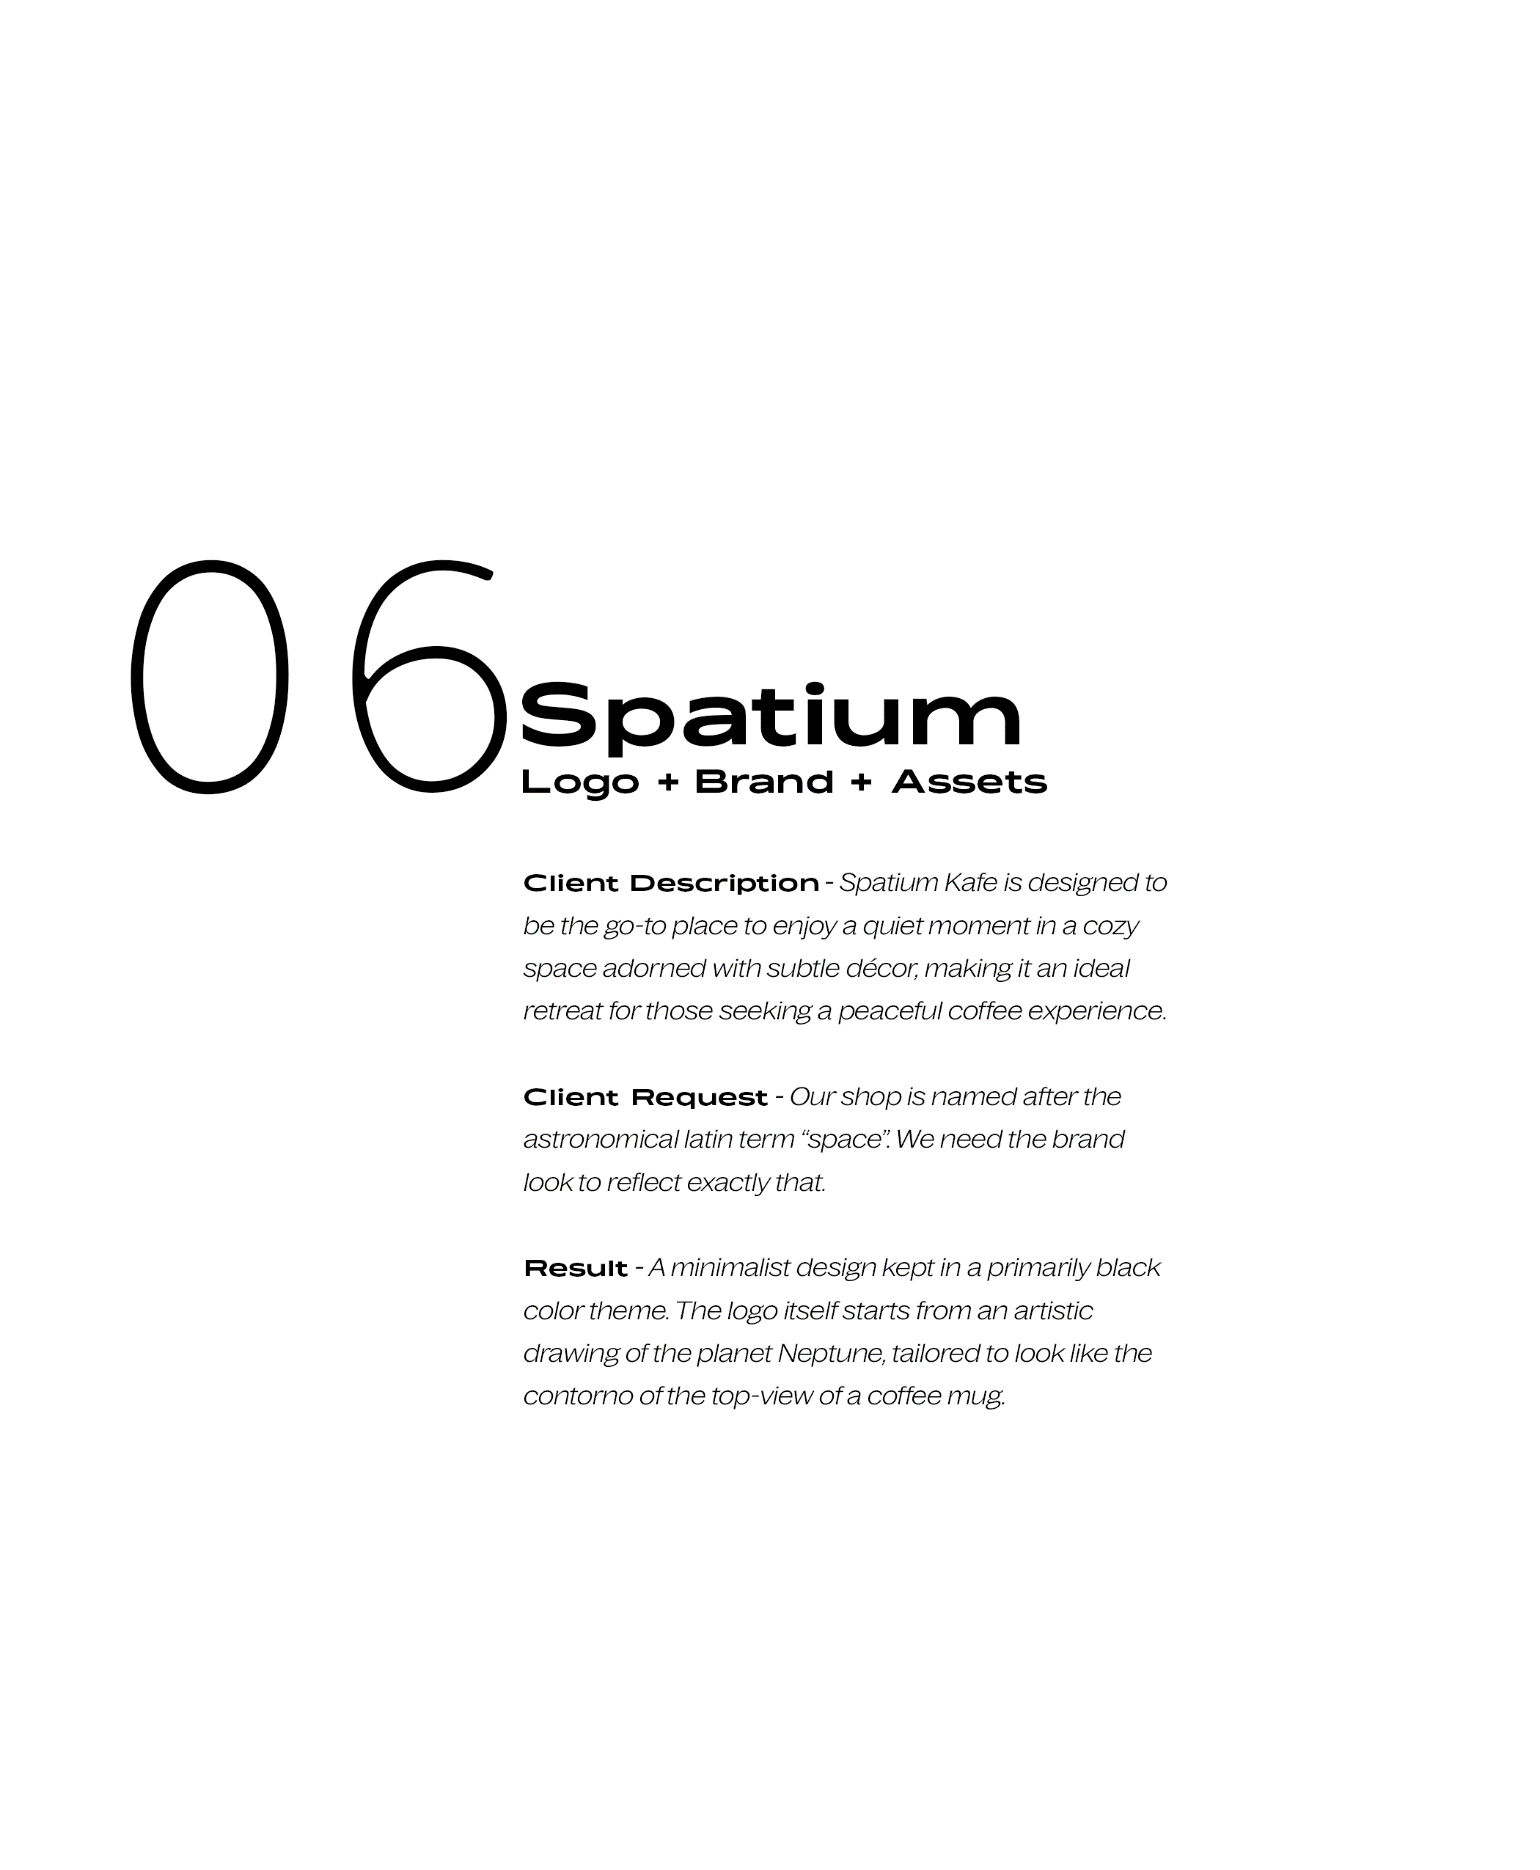 06
Spatium
Logo + Brand + Assets
Client Description - Spatium Kafe is designed to
be the go-to place to enjoy a quiet moment in a cozy
space adorned with subtle décor, making it an ideal
retreat for those seeking a peaceful coffee experience.
Client Request - Our shop is named after the
astronomical latin term “space”. We need the brand
look to reflect exactly that.
Result - A minimalist design kept in a primarily black
color theme. The logo itself starts from an artistic
drawing of the planet Neptune, tailored to look like the
contorno of the top-view of a coffee mug.